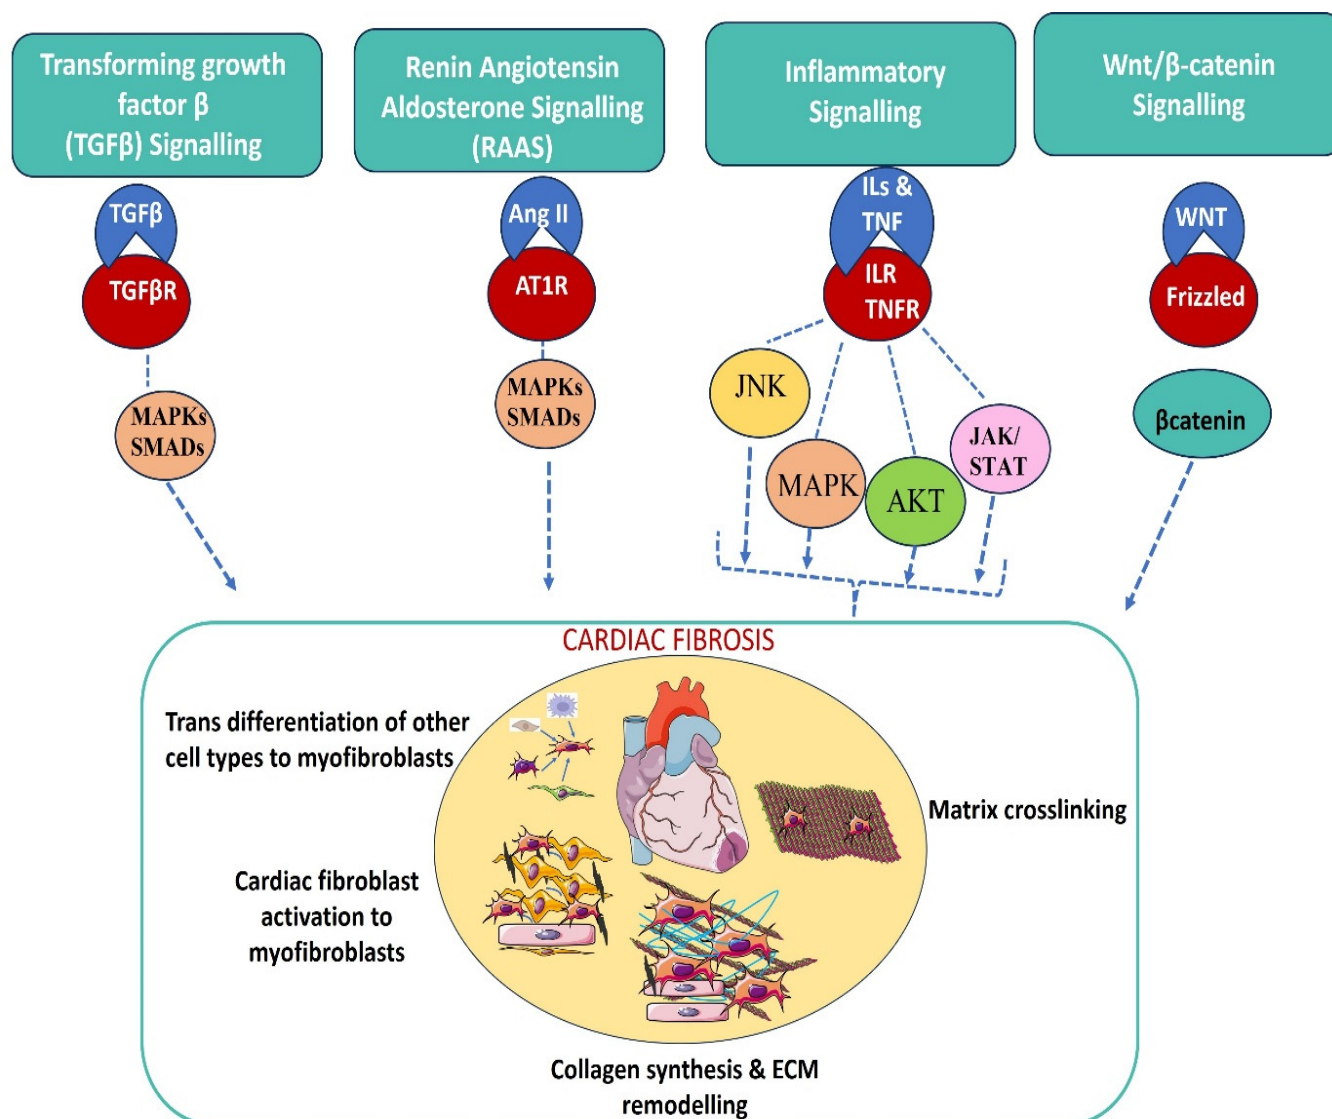 Transforming growth
factor β
(TGFβ) Signalling
Renin Angiotensin
Aldosterone Signalling
(RAAS)
Inflammatory
Signalling
Wnt/β-catenin
Signalling
TGFβ
TGFβR
MAPKs
SMADs
Ang II
AT1R
MAPKs
SMADs
ILs &
TNF
ILR
TNFR
JNK
MAPK
AKT
JAK/
STAT
WNT
Frizzled
βcatenin
CARDIAC FIBROSIS
Trans differentiation of other
cell types to myofibroblasts
Matrix crosslinking
Cardiac fibroblast
activation to
myofibroblasts
Collagen synthesis & ECM
remodelling